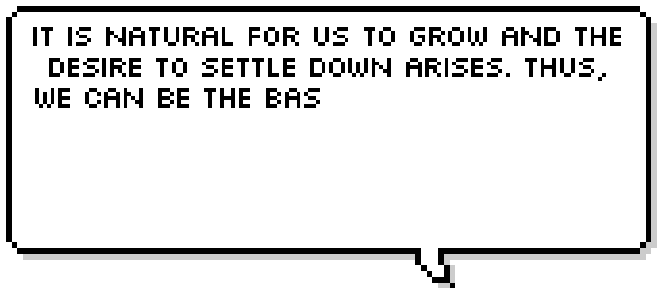 IT IS NATURAL FOR US TO GROW AND THE
DESIRE TO SETTLE DOWN ARISES. THUS,
WE CAN BE THE BAS